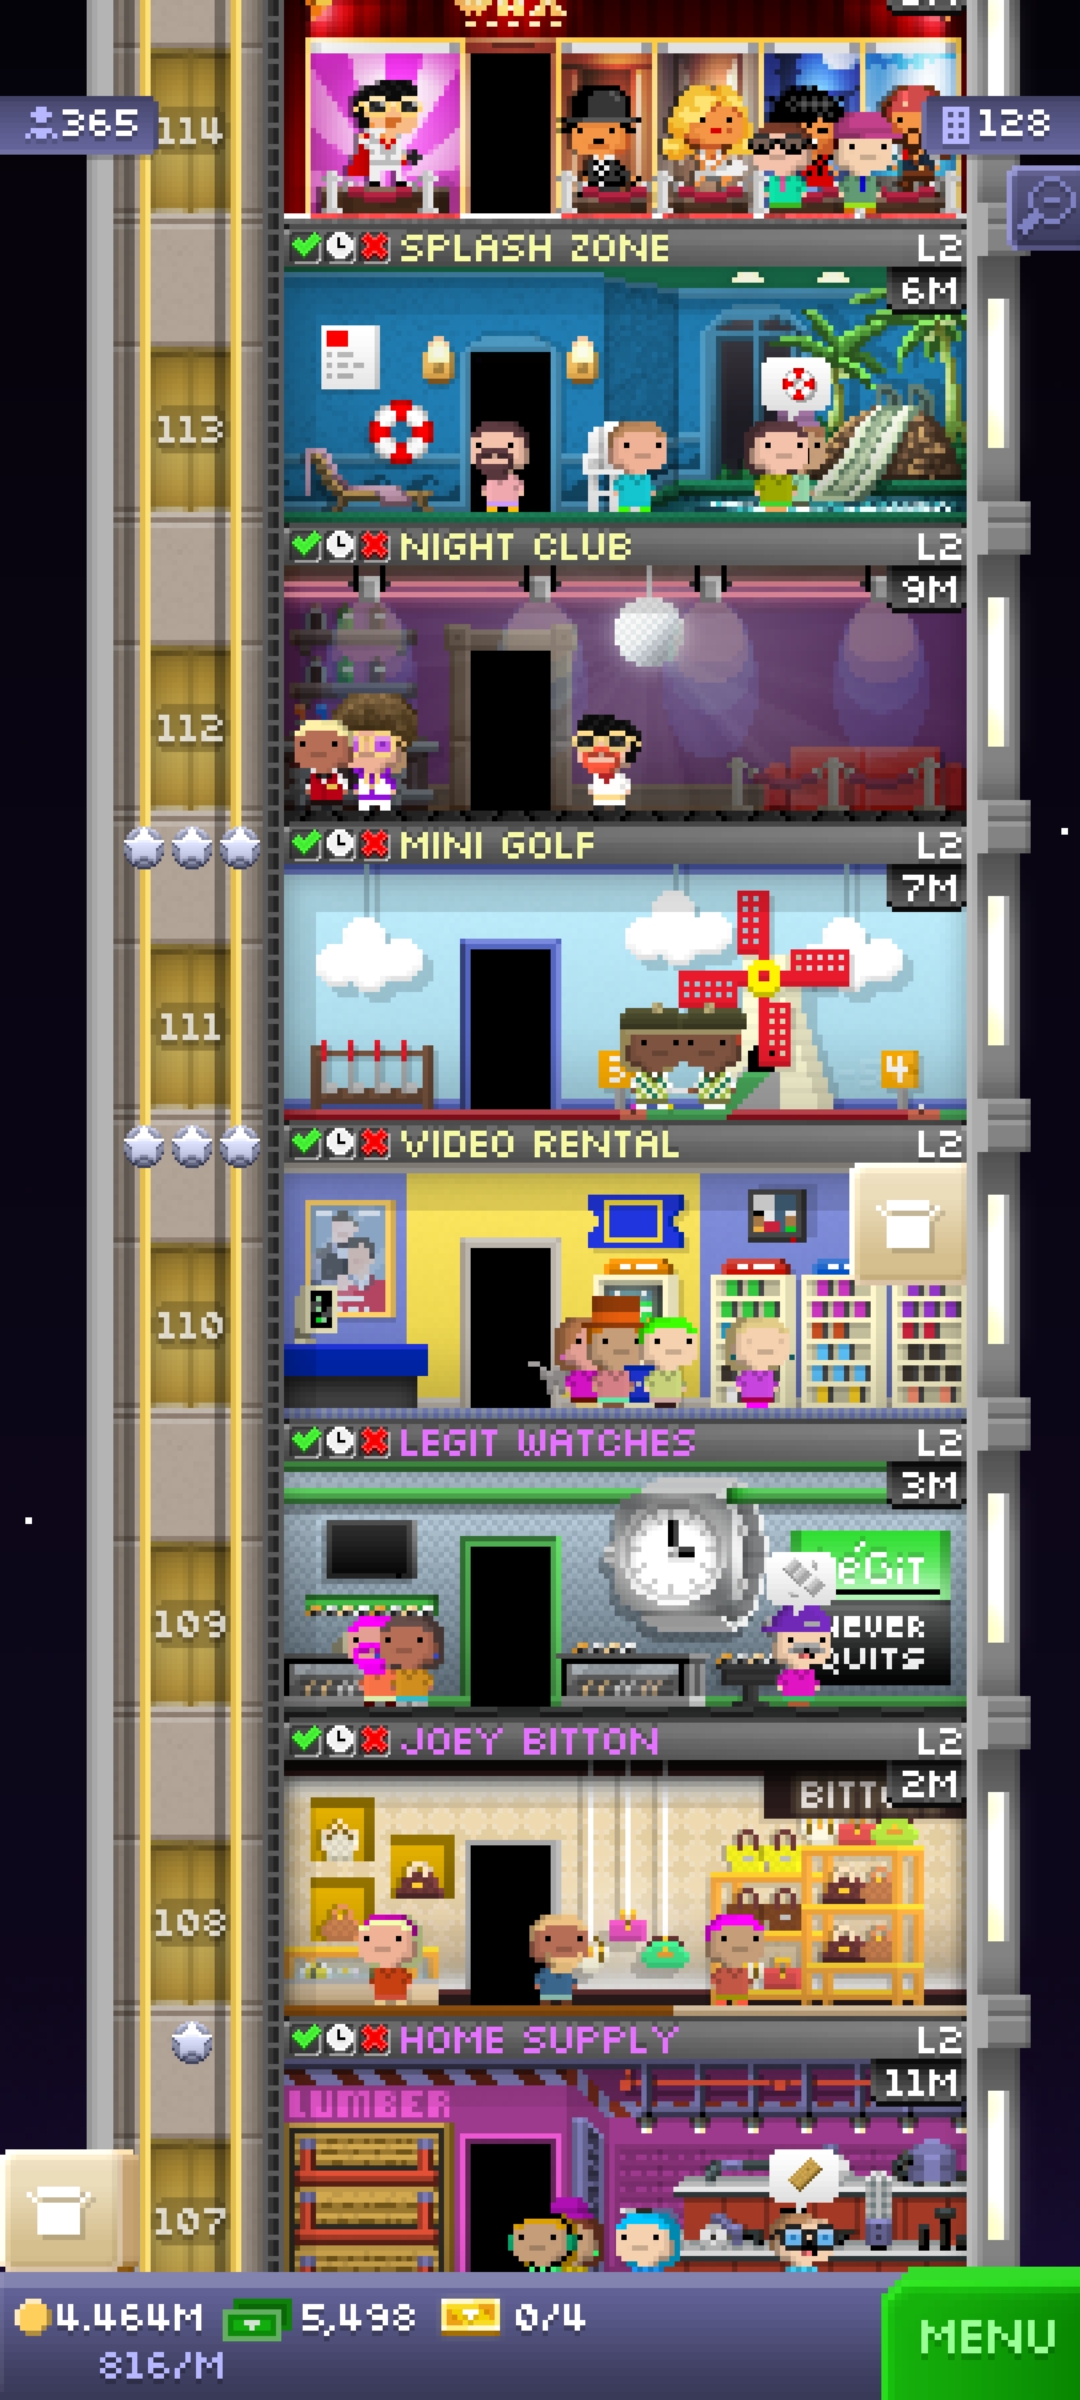 WAX
365
114
128
SPLASH ZONE L2
6M
113
NIGHT CLUB L2
9M
112
MINI GOLF L2
7M
111
3
4
VIDEO RENTAL L2
110
LEGIT WATCHES L2
3M
109
NEVER
QUITS
JOEY BITTON L2
2M
108
HOME SUPPLY L2
11M
LUMBER
107
4.464M 5,498 0/4
816/M
MENU